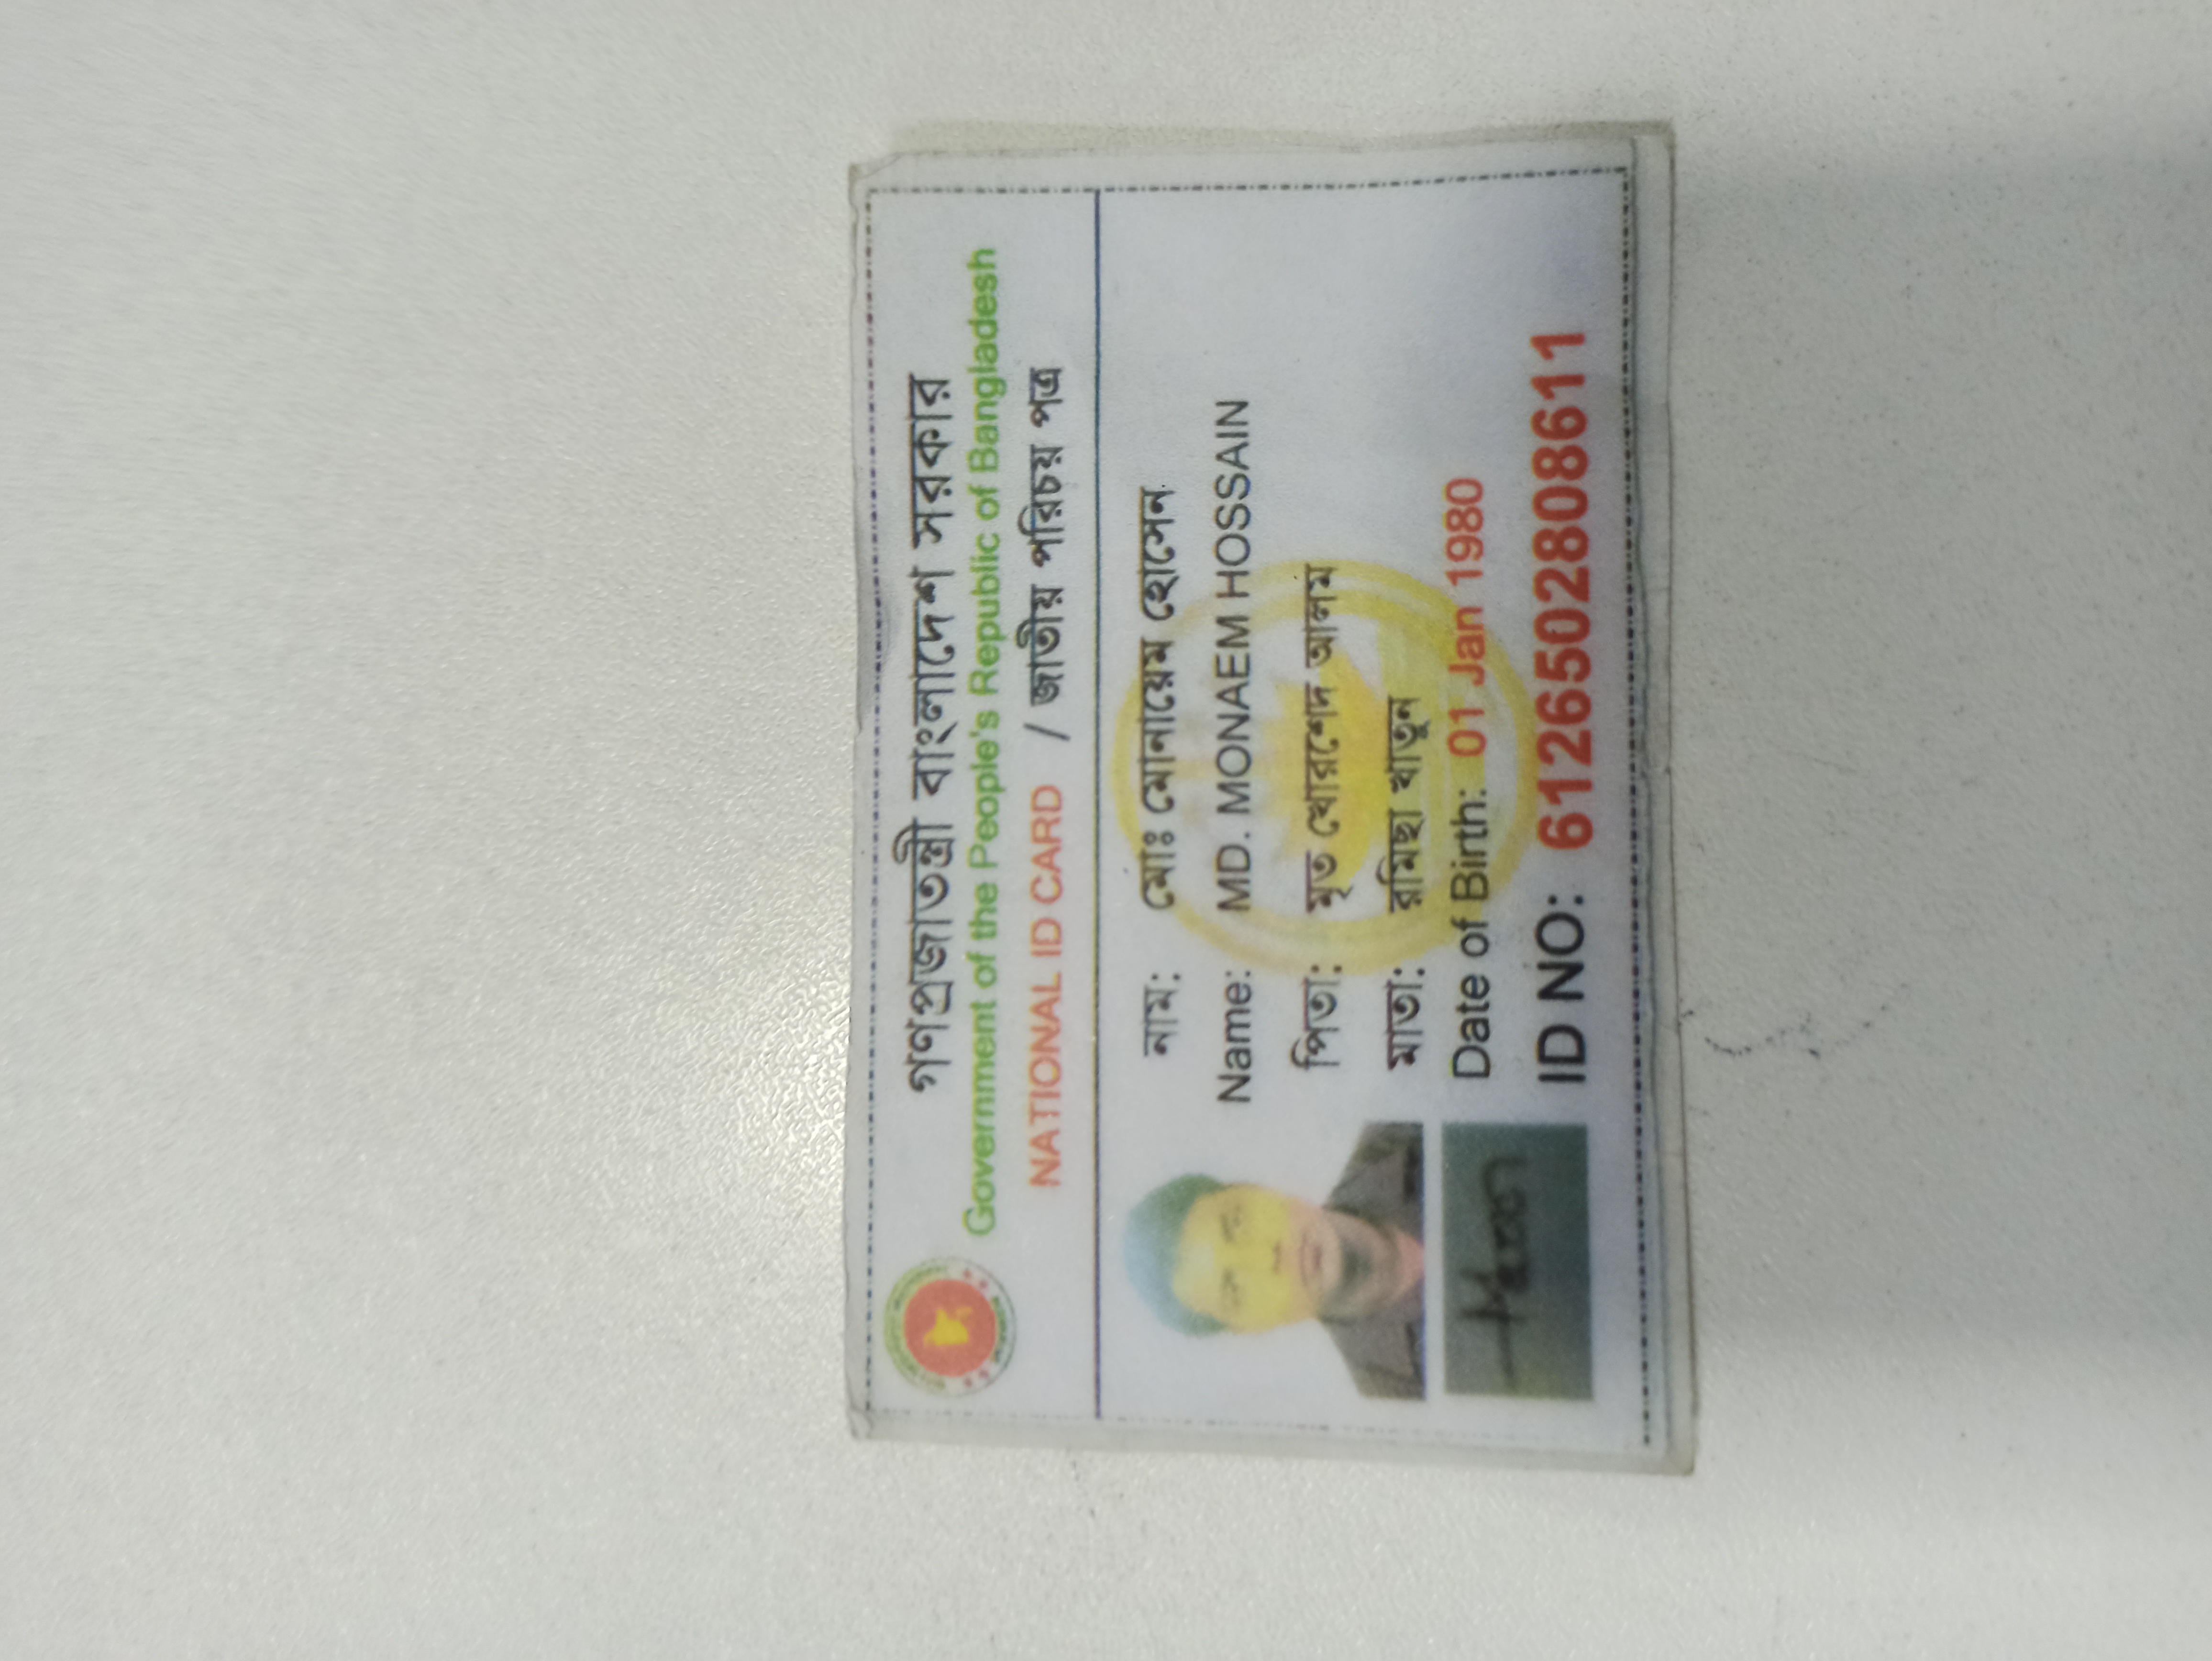 গণপ্রজাতন্ত্রী বাংলাদেশ সরকার
Government of the People's Republic of Bangladesh
NATIONAL ID CARD / জাতীয় পরিচয় পত্র
নাম: মোঃ মোনায়েম হোসেন
Name: MD. MONAEM HOSSAIN
পিতা: মৃত খোরশেদ আলম
মাতা: রমিছা খাতুন
Date of Birth: 01 Jan 1980
ID NO: 6126502808611